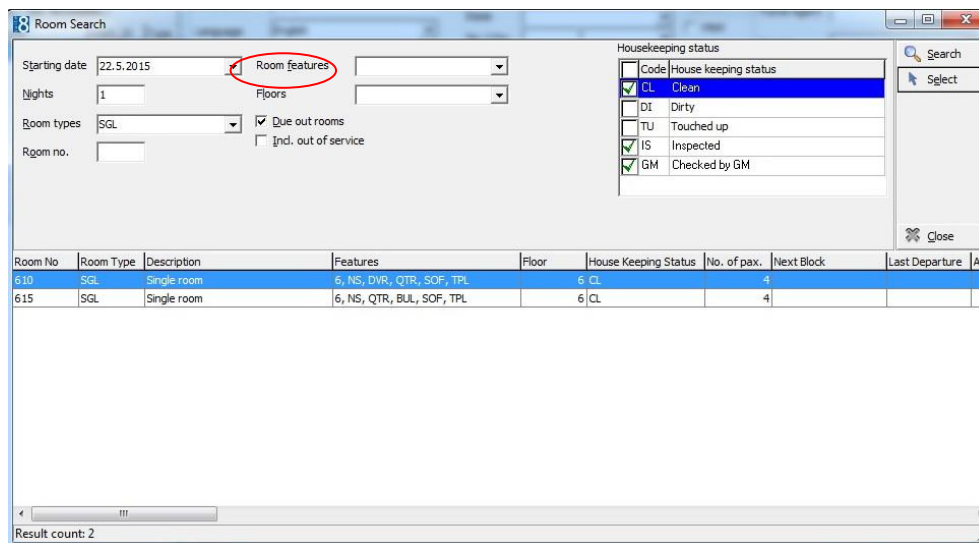 Room Search
Starting date 22.5.2015
Nights 1
Room types SGL
Room no.
Room features
Floors
Due out rooms
Incl. out of service
Housekeeping status
Code House keeping status
CL Clean
DI Dirty
TU Touched up
IS Inspected
GM Checked by GM
Search
Select
Close
Room No Room Type Description Features Floor House Keeping Status No. of pax. Next Block Last Departure A
610 SGL Single room 6, NS, DVR, QTR, SOF, TPL 6 CL 4
615 SGL Single room 6, NS, QTR, BUL, SOF, TPL 6 CL 4
Result count: 2